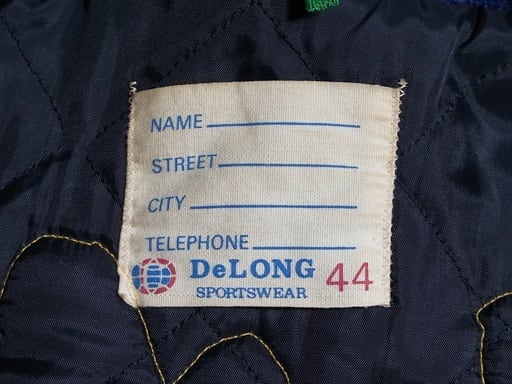 NAME
STREET
CITY
TELEPHONE
DeLONG 44
SPORTSWEAR